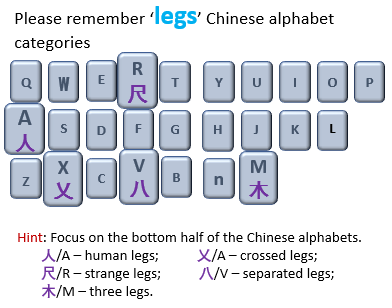 Please remember ‘legs’ Chinese alphabet
categories
Q W E R 尺 T Y U I O P
A 人 S D F G H J K L
Z X 乂 C V 八 B n M 木
Hint: Focus on the bottom half of the Chinese alphabets.
人/A – human legs; 乂/A – crossed legs;
尺/R – strange legs; 八/V – separated legs;
木/M – three legs.